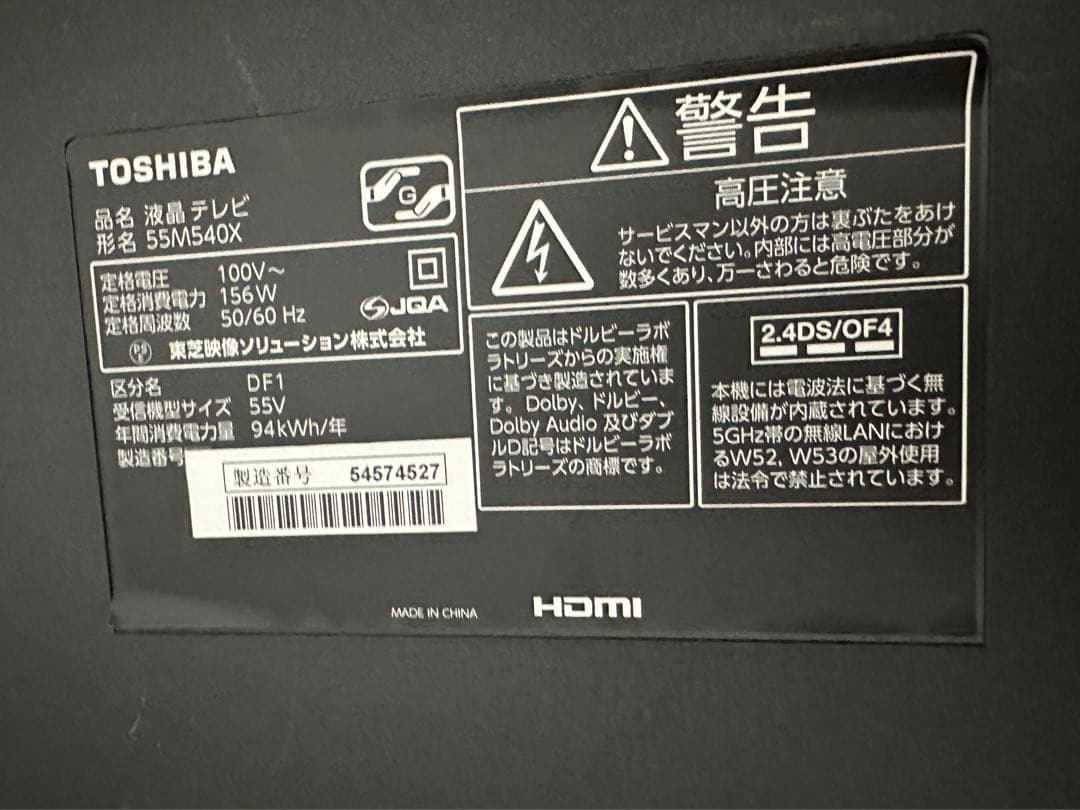 TOSHIBA
品名 液晶テレビ
形名 55M540X
G
定格電圧 100V～
定格消費電力 156W
定格周波数 50/60 Hz
JQA
PS
E
東芝映像ソリューション株式会社
区分名 DF1
受信機型サイズ 55V
年間消費電力量 94kWh/年
製造番号
製造番号 54574527
警告
高圧注意
サービスマン以外の方は裏ぶたをあけ
ないでください。内部には高電圧部分が
数多くあり、万一さわると危険です。
この製品はドルビーラボ
ラトリーズからの実施権
に基づき製造されていま
す。Dolby、ドルビー、
Dolby Audio 及びダブ
ルD記号はドルビーラボ
ラトリーズの商標です。
2.4DS/OF4
本機には電波法に基づく無
線設備が内蔵されています。
5GHz帯の無線LANにおけ
るW52, W53の屋外使用
は法令で禁止されています。
MADE IN CHINA
HDMI